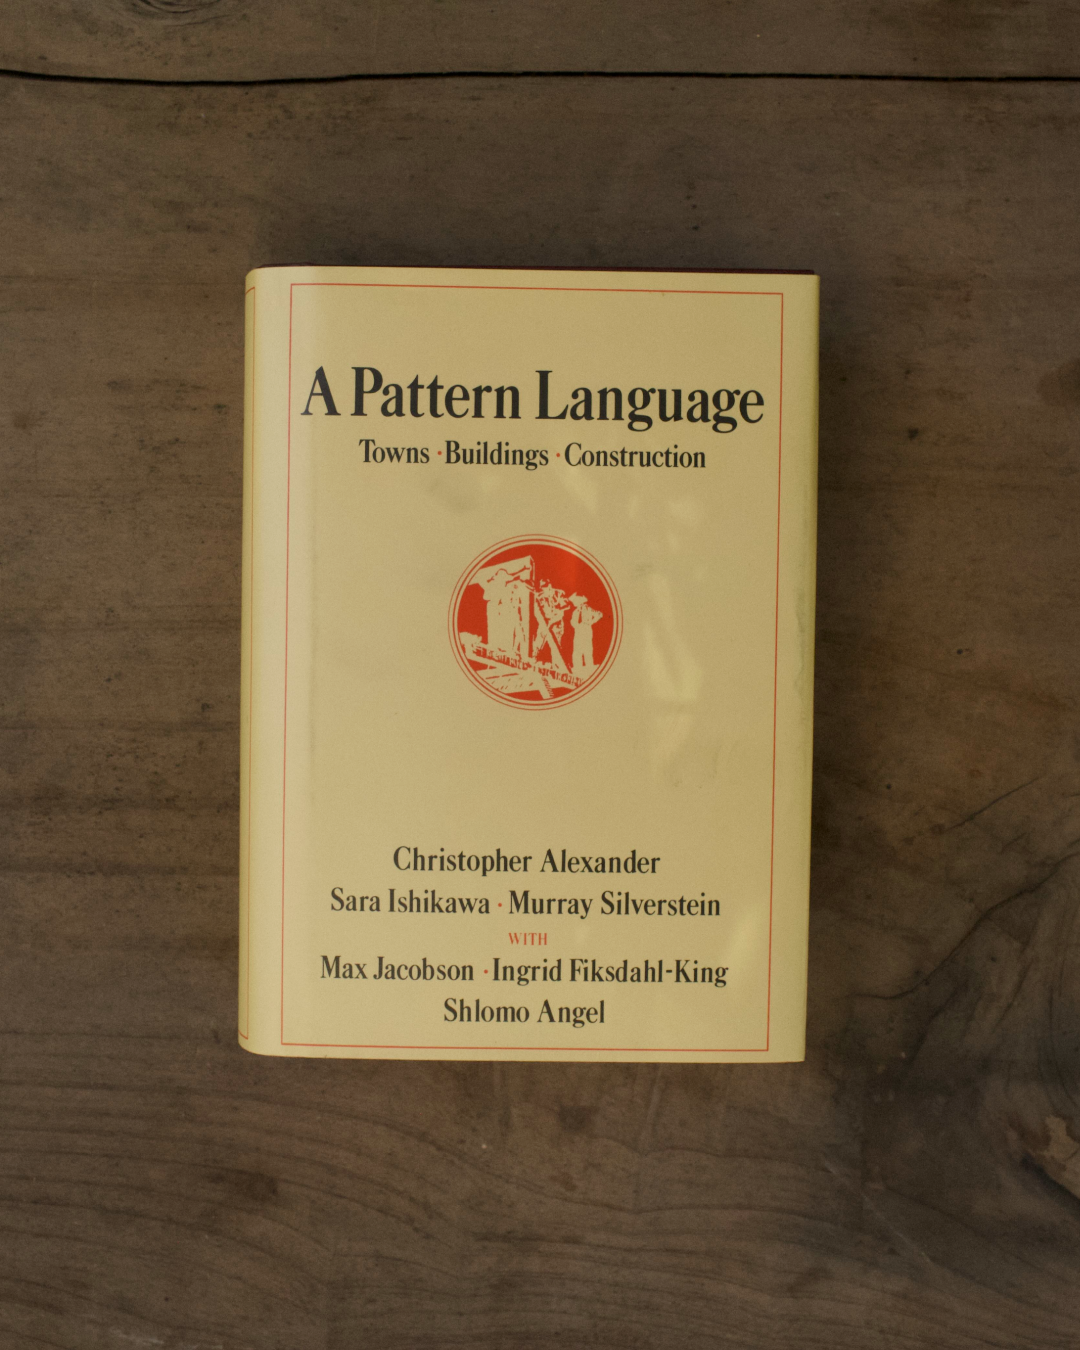 A Pattern Language
Towns · Buildings · Construction
Christopher Alexander
Sara Ishikawa · Murray Silverstein
WITH
Max Jacobson · Ingrid Fiksdahl-King
Shlomo Angel